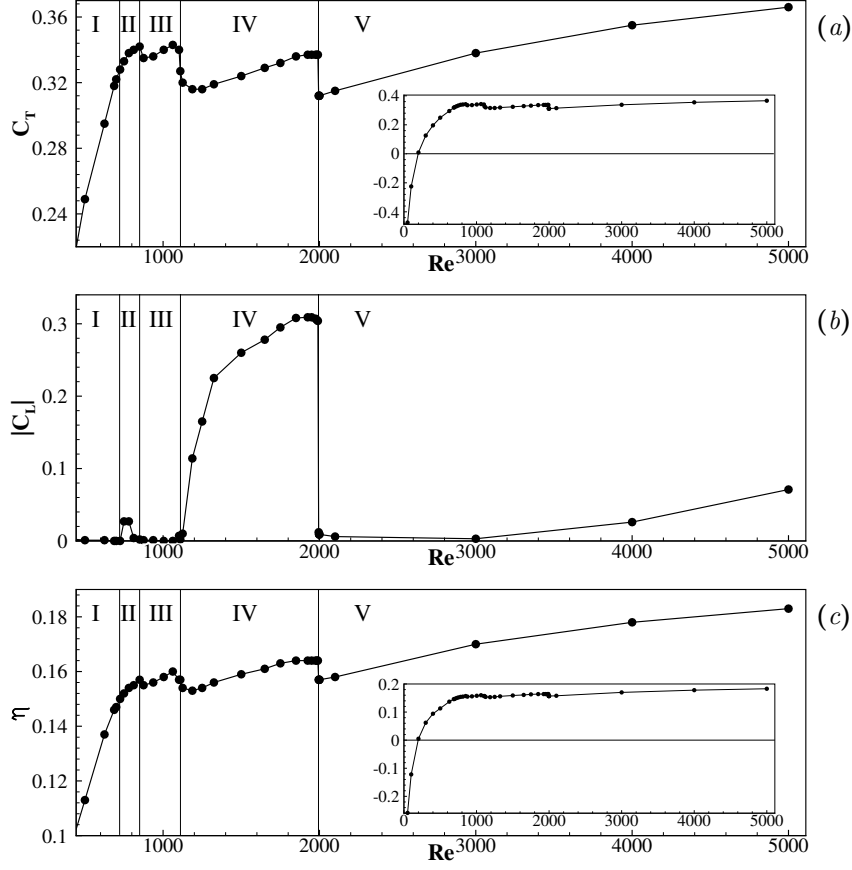 0.36
0.32
0.28
0.24
C_T
I
II
III
IV
V
(a)
0.4
0.2
0
-0.2
-0.4
0
1000
2000
3000
4000
5000
1000
2000
3000
4000
5000
Re
0.3
0.2
0.1
0
|C_L|
I
II
III
IV
V
(b)
1000
2000
3000
4000
5000
Re
0.18
0.16
0.14
0.12
0.1
η
I
II
III
IV
V
(c)
0.2
0.1
0
-0.1
-0.2
0
1000
2000
3000
4000
5000
1000
2000
3000
4000
5000
Re